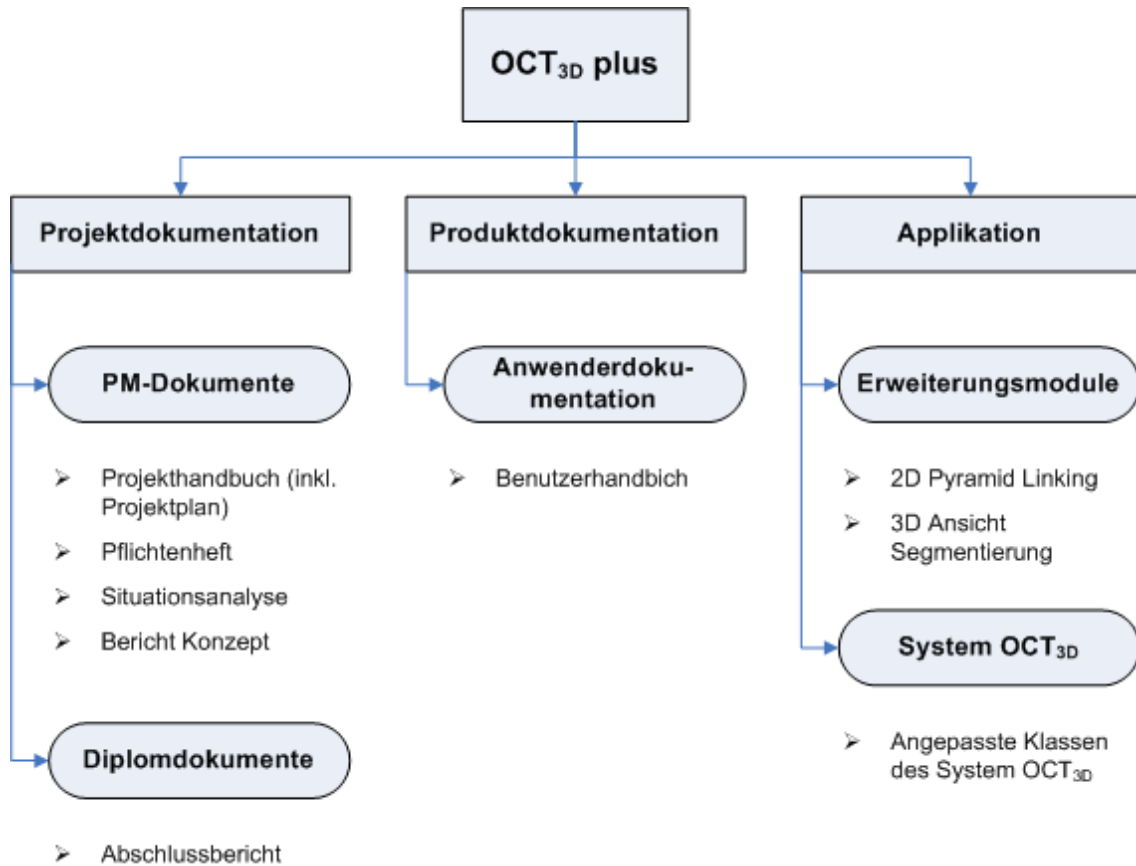 OCT3D plus
Projektdokumentation
PM-Dokumente
Projekthandbuch (inkl.
Projektplan)
Pflichtenheft
Situationsanalyse
Bericht Konzept
Diplomdokumente
Abschlussbericht
Produktdokumentation
Anwenderdoku-
mentation
Benutzerhandbich
Applikation
Erweiterungsmodule
2D Pyramid Linking
3D Ansicht
Segmentierung
System OCT3D
Angepasste Klassen
des System OCT3D